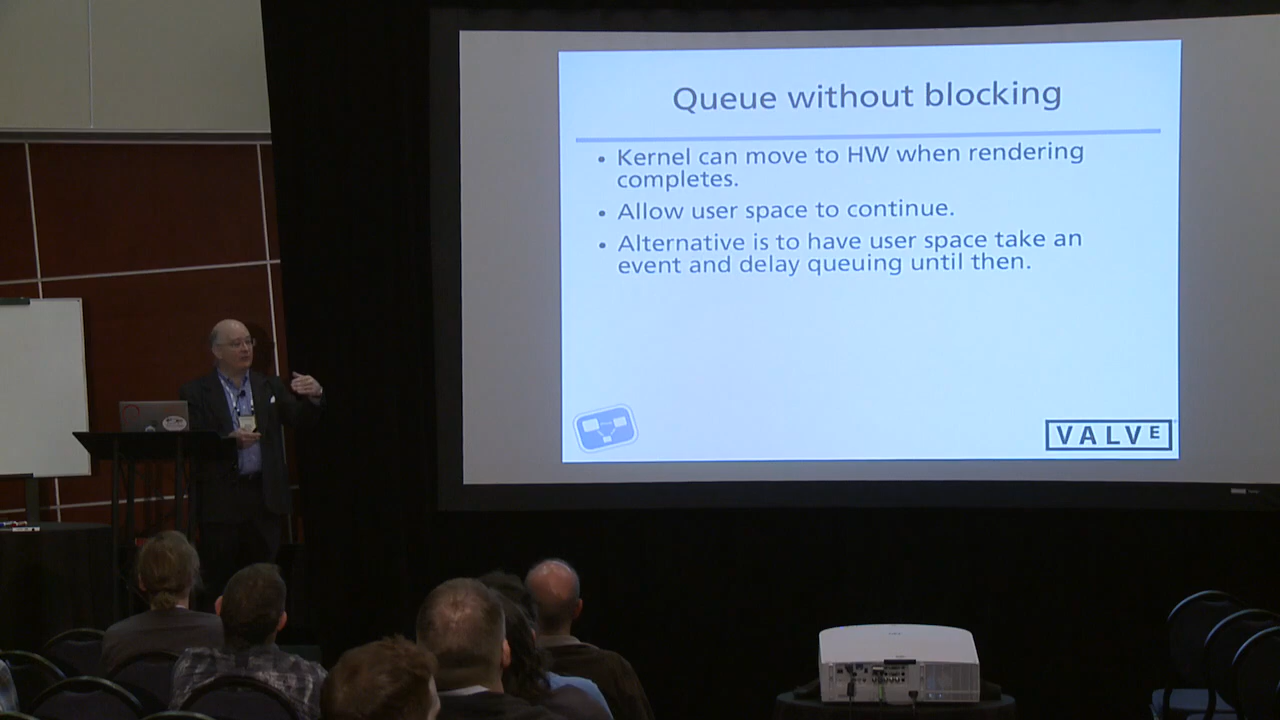 Queue without blocking
• Kernel can move to HW when rendering
completes.
• Allow user space to continue.
• Alternative is to have user space take an
event and delay queuing until then.
VALVE